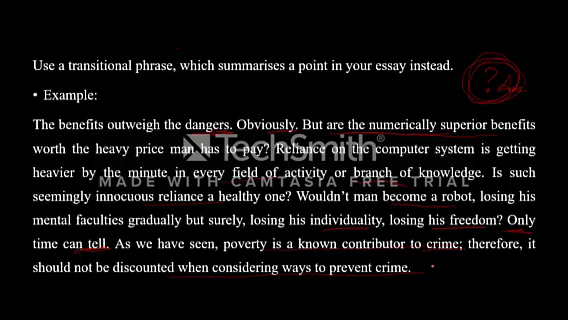 Use a transitional phrase, which summarises a point in your essay instead.
• Example:
The benefits outweigh the dangers. Obviously. But are the numerically superior benefits
worth the heavy price man has to pay? Reliance on the computer system is getting
TechSmith
heavier by the minute in every field of activity or branch of knowledge. Is such
MADE WITH CAMTASIA FREE TRIAL
seemingly innocuous reliance a healthy one? Wouldn't man become a robot, losing his
mental faculties gradually but surely, losing his individuality, losing his freedom? Only
time can tell. As we have seen, poverty is a known contributor to crime; therefore, it
should not be discounted when considering ways to prevent crime.
?